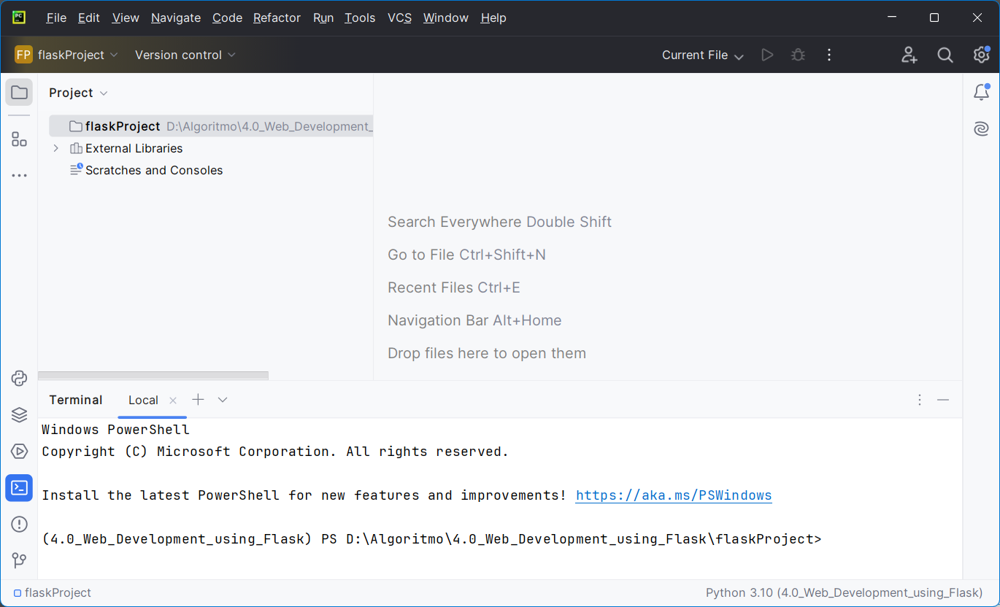 PC
File Edit View Navigate Code Refactor Run Tools VCS Window Help
FP flaskProject Version control Current File
Project
flaskProject D:\Algoritmo\4.0_Web_Development_
External Libraries
Scratches and Consoles
Search Everywhere Double Shift
Go to File Ctrl+Shift+N
Recent Files Ctrl+E
Navigation Bar Alt+Home
Drop files here to open them
Terminal Local
Windows PowerShell
Copyright (C) Microsoft Corporation. All rights reserved.
Install the latest PowerShell for new features and improvements! https://aka.ms/PSWindows
(4.0_Web_Development_using_Flask) PS D:\Algoritmo\4.0_Web_Development_using_Flask\flaskProject>
flaskProject Python 3.10 (4.0_Web_Development_using_Flask)